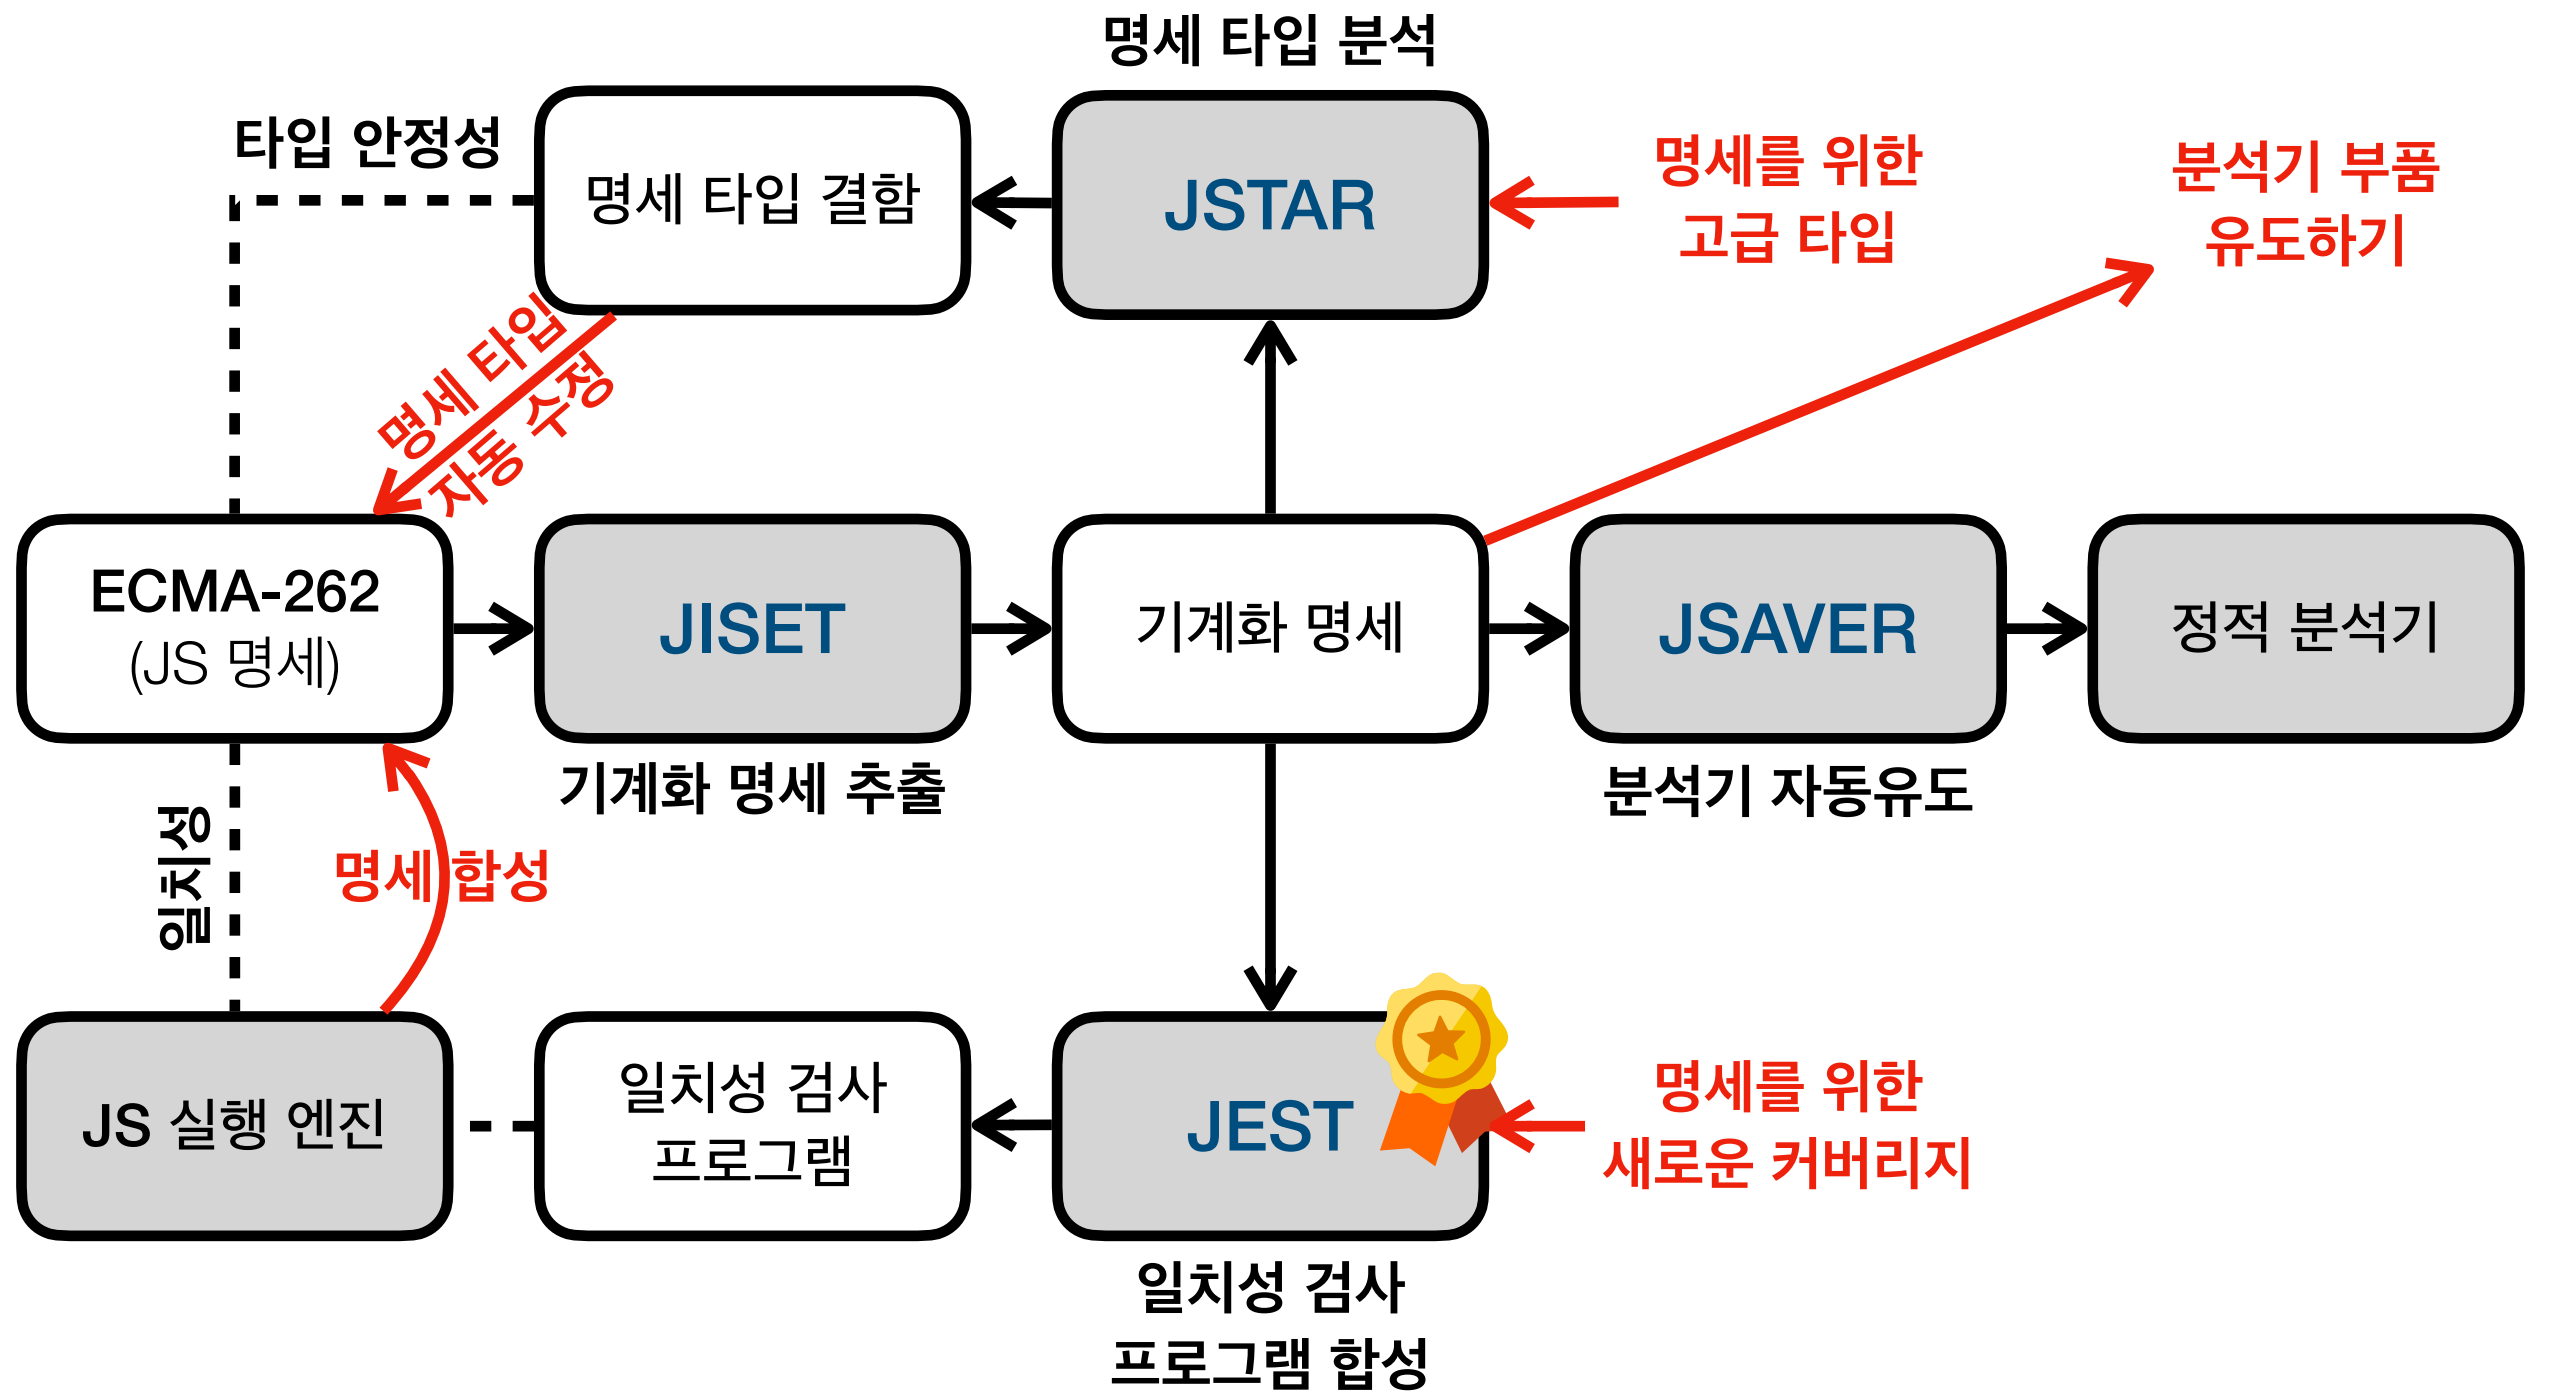 명세 타입 분석
타입 안정성
명세 타입 결함
JSTAR
명세를 위한
고급 타입
분석기 부품
유도하기
명세 타입
자동 수정
ECMA-262
(JS 명세)
JISET
기계화 명세
JSAVER
정적 분석기
기계화 명세 추출
분석기 자동유도
일치성
명세 합성
JS 실행 엔진
일치성 검사
프로그램
JEST
명세를 위한
새로운 커버리지
일치성 검사
프로그램 합성